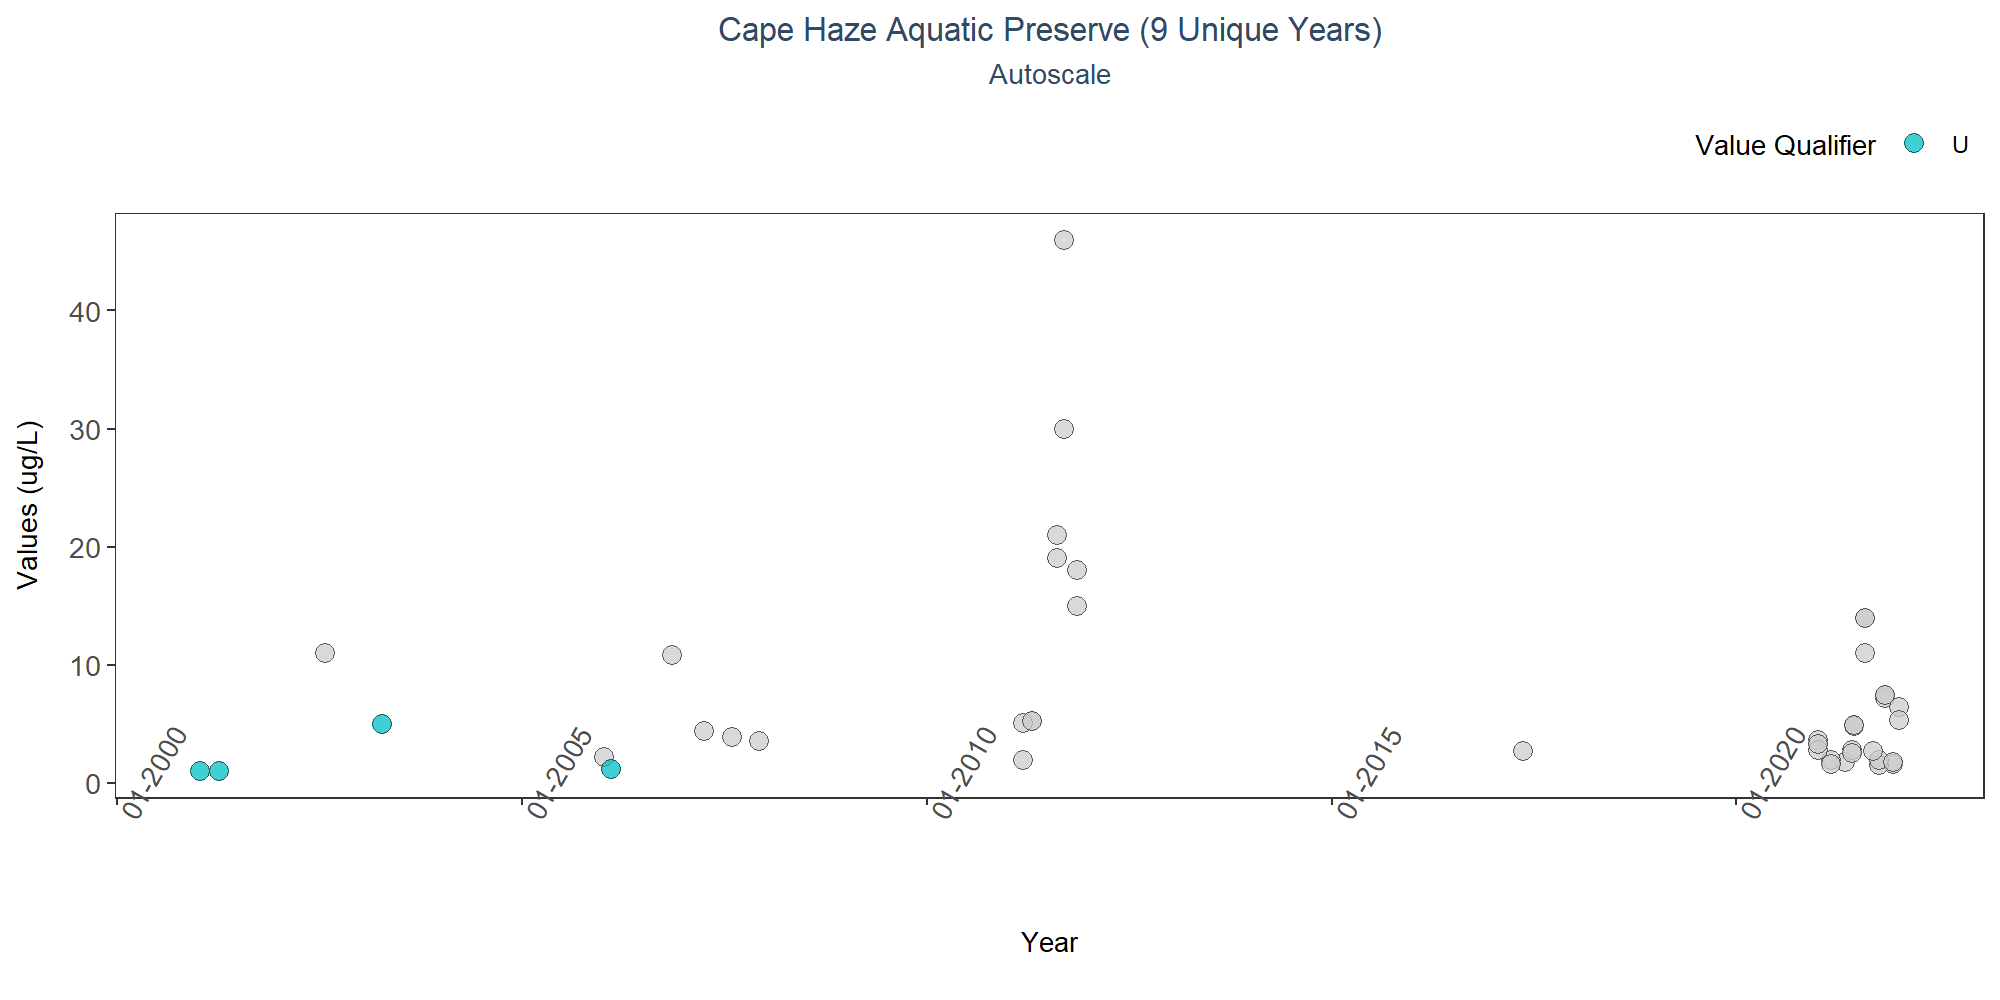 Cape Haze Aquatic Preserve (9 Unique Years)
Autoscale
Value Qualifier U
Values (ug/L)
40
30
20
10
0
01-2000
01-2005
01-2010
01-2015
01-2020
Year